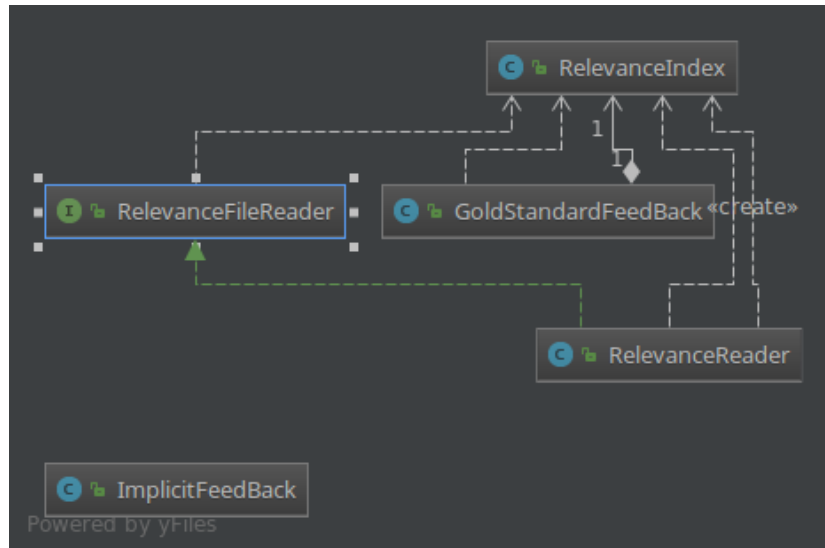 C RelevanceIndex
1
1
I RelevanceFileReader
C GoldStandardFeedBack
«create»
C RelevanceReader
C ImplicitFeedBack
Powered by yFiles